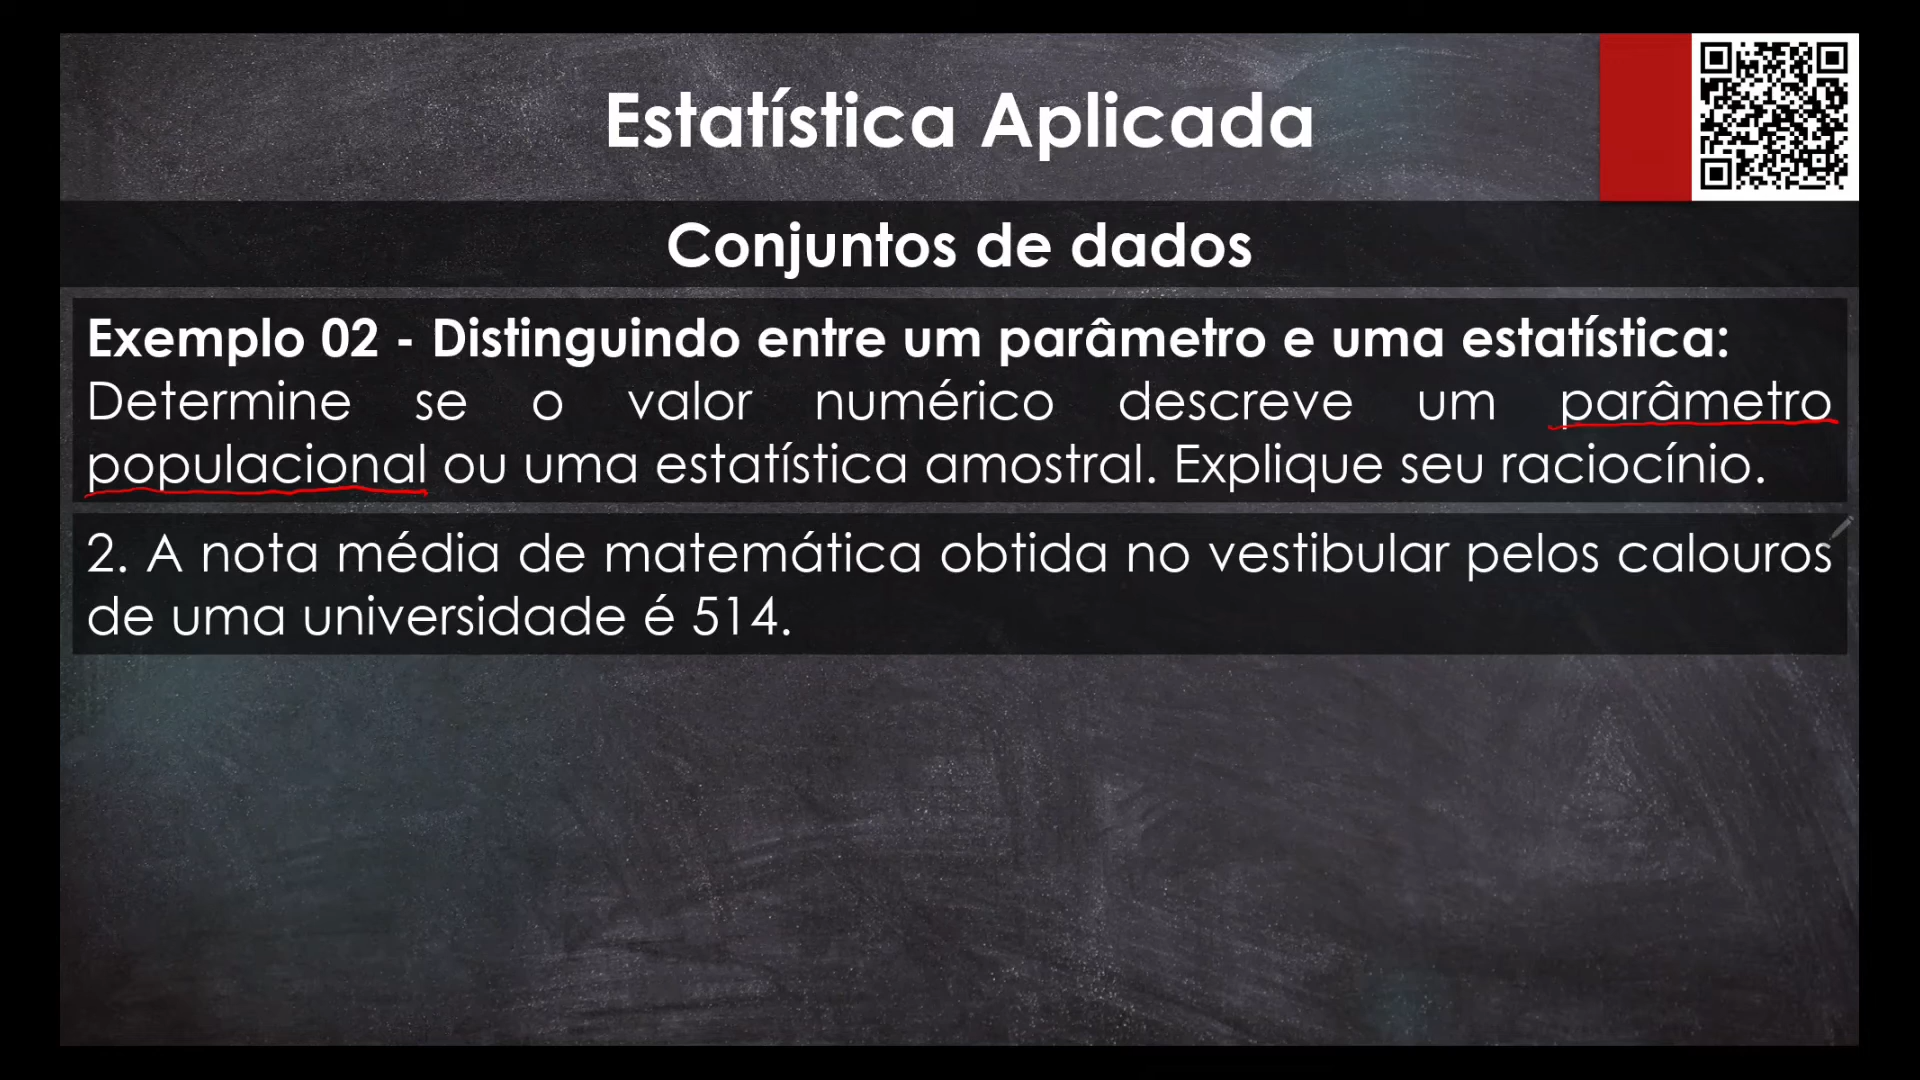 Estatística Aplicada
Conjuntos de dados
Exemplo 02 - Distinguindo entre um parâmetro e uma estatística:
Determine se o valor numérico descreve um parâmetro
populacional ou uma estatística amostral. Explique seu raciocínio.
2. A nota média de matemática obtida no vestibular pelos calouros
de uma universidade é 514.